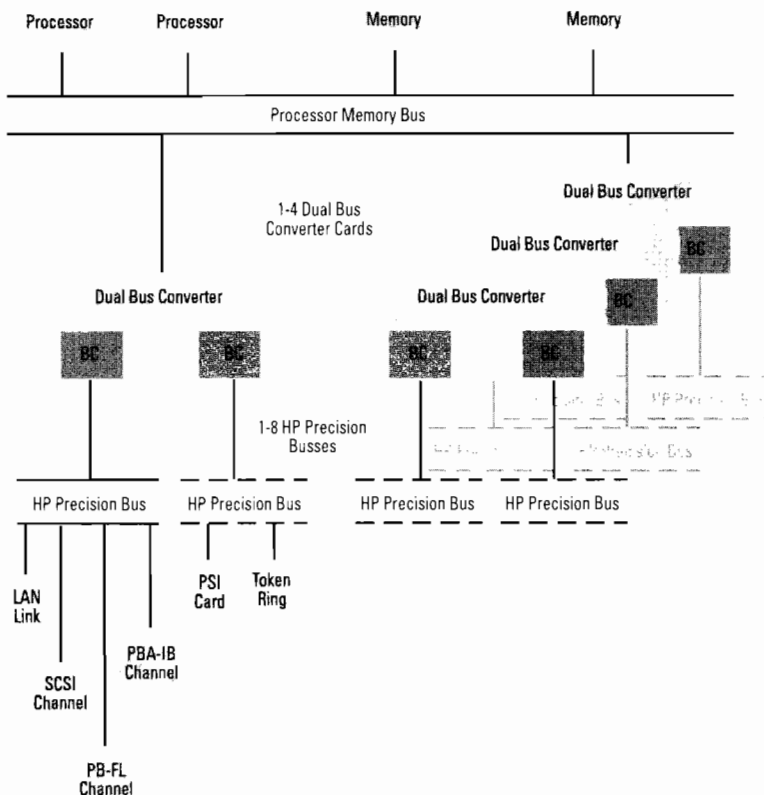 Processor Processor Memory Memory
Processor Memory Bus
Dual Bus Converter
1-4 Dual Bus
Converter Cards
Dual Bus Converter
BC
BC
Dual Bus Converter Dual Bus Converter
BC BC BC BC
1-8 HP Precision
Busses
HP Precision Bus HP Precision Bus HP Precision Bus HP Precision Bus
LAN
Link
PSI
Card
Token
Ring
PBA-IB
Channel
SCSI
Channel
PB-FL
Channel